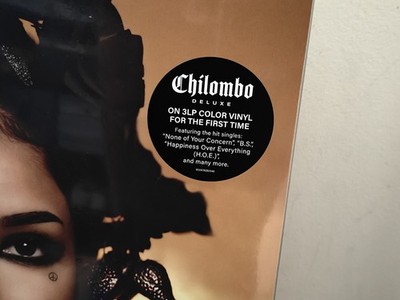 Chilombo
DELUXE
ON 3LP COLOR VINYL
FOR THE FIRST TIME
Featuring the hit singles:
"None of Your Concern", "B.S.",
"Happiness Over Everything
(H.O.E.)",
and many more.